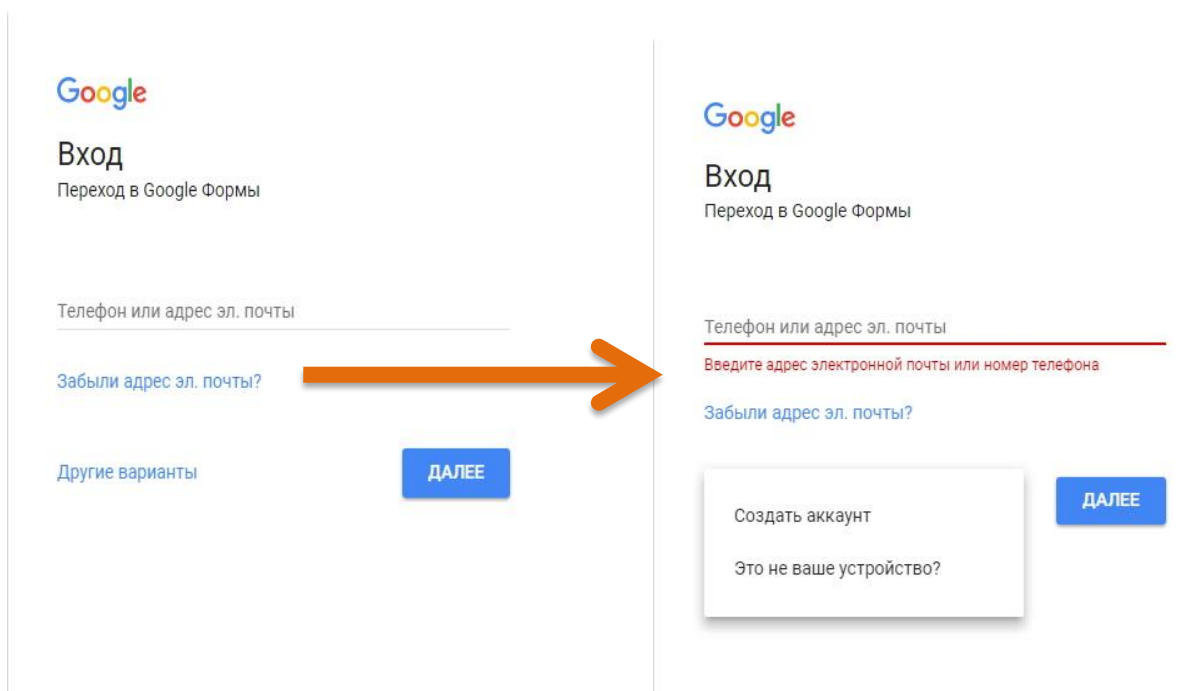 Google
Вход
Переход в Google Формы
Телефон или адрес эл. почты
Забыли адрес эл. почты?
Другие варианты
ДАЛЕЕ
Google
Вход
Переход в Google Формы
Телефон или адрес эл. почты
Введите адрес электронной почты или номер телефона
Забыли адрес эл. почты?
Создать аккаунт
ДАЛЕЕ
Это не ваше устройство?